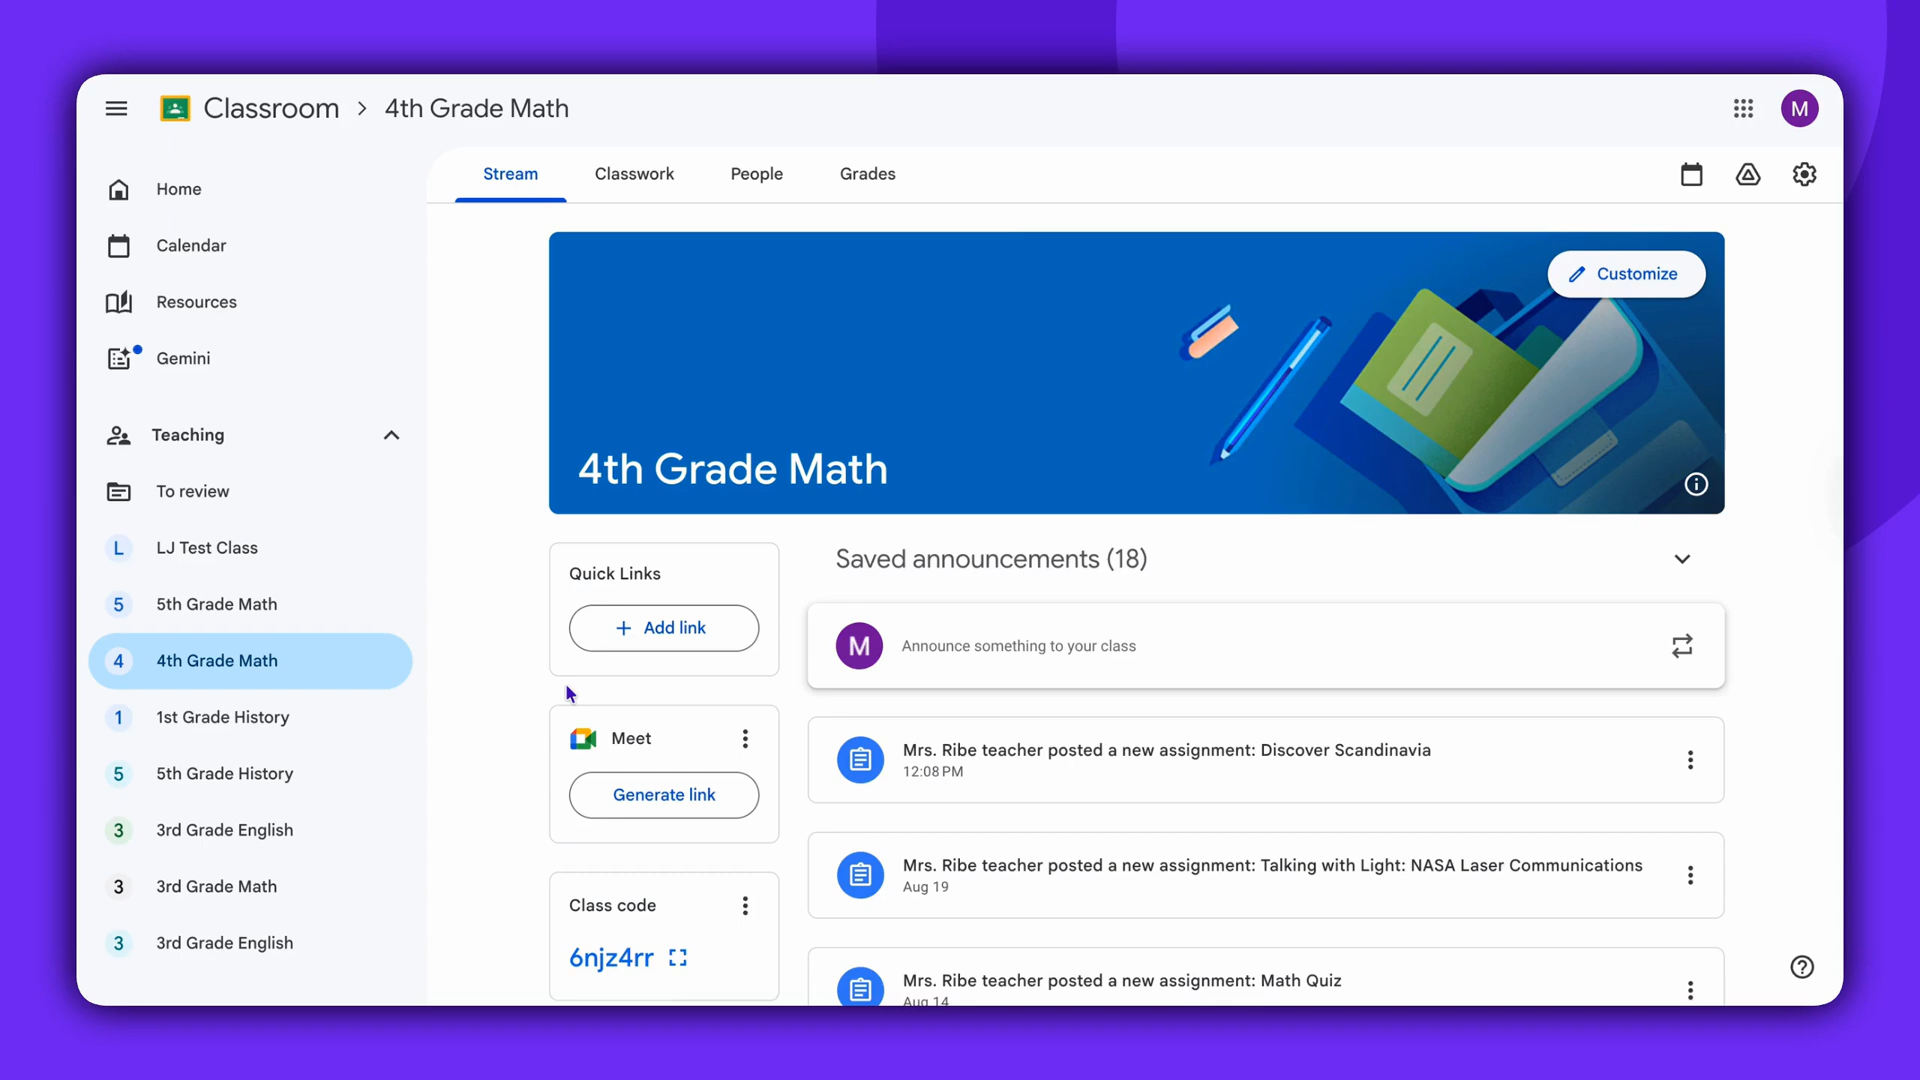 Classroom > 4th Grade Math
M
Home
Calendar
Resources
Gemini
Teaching
To review
L LJ Test Class
5 5th Grade Math
4 4th Grade Math
1 1st Grade History
5 5th Grade History
3 3rd Grade English
3 3rd Grade Math
3 3rd Grade English
Stream Classwork People Grades
Customize
4th Grade Math
Quick Links
+ Add link
Meet
Generate link
Class code
6njz4rr
Saved announcements (18)
M Announce something to your class
Mrs. Ribe teacher posted a new assignment: Discover Scandinavia
12:08 PM
Mrs. Ribe teacher posted a new assignment: Talking with Light: NASA Laser Communications
Aug 19
Mrs. Ribe teacher posted a new assignment: Math Quiz
Aug 14